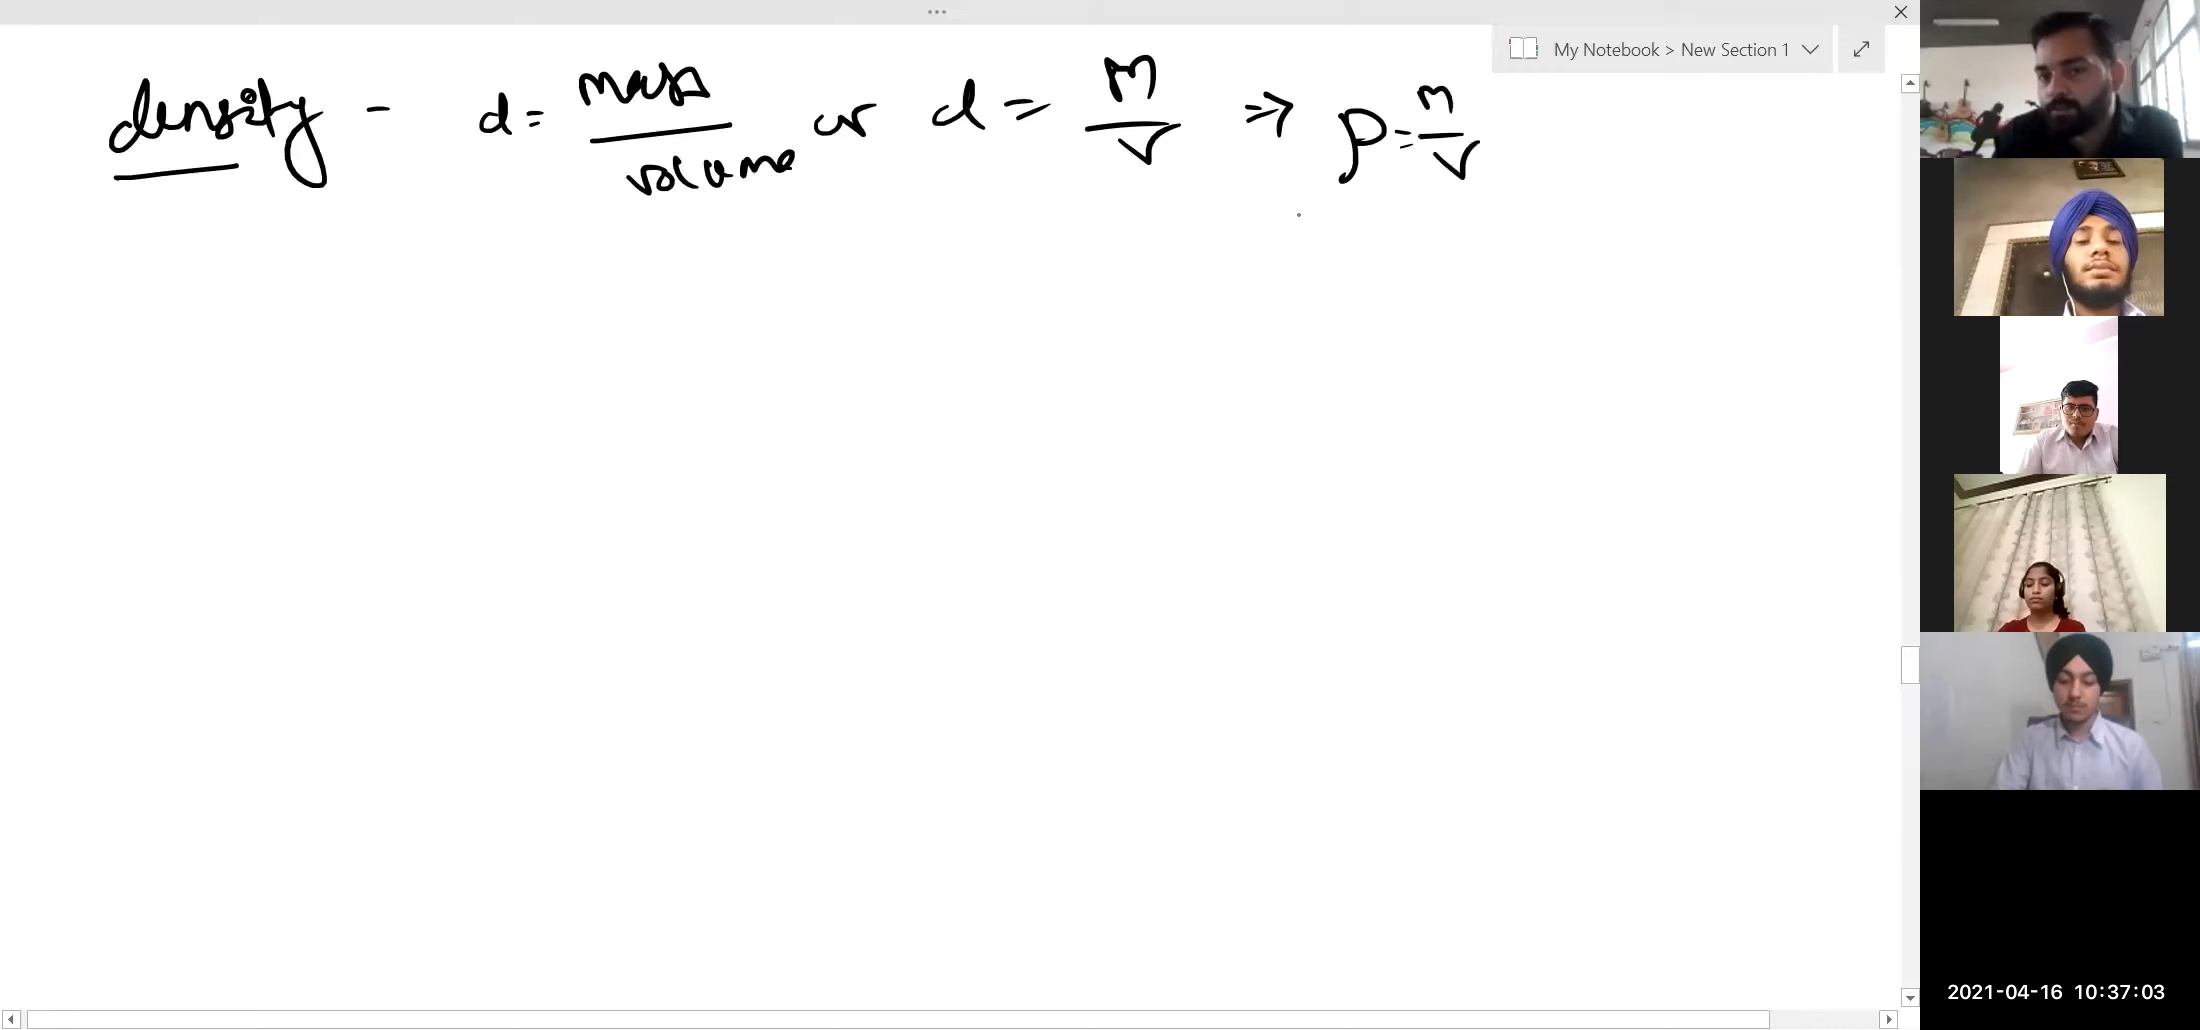 My Notebook > New Section 1
density - d = mass/volume or d = M/V ⇒ ρ = m/V
2021-04-16 10:37:03